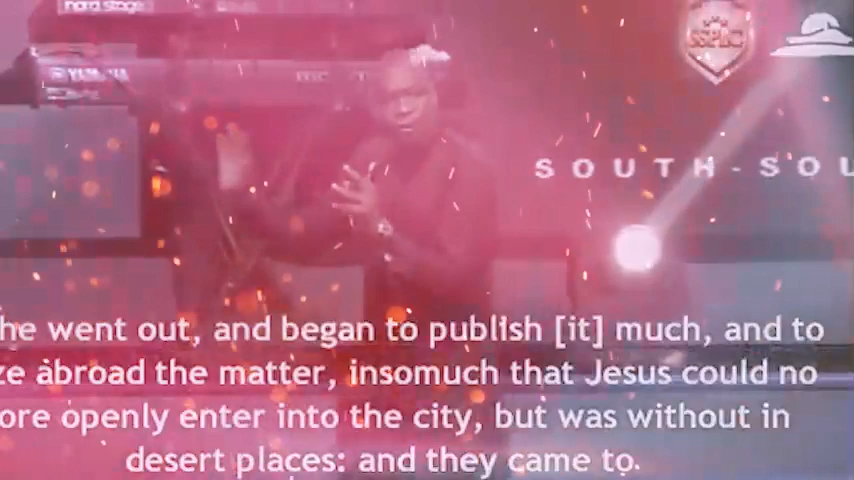 nord stage
YAMAHA
SSPLC
SOUTH-SOU
he went out, and began to publish [it] much, and to
ze abroad the matter, insomuch that Jesus could no
ore openly enter into the city, but was without in
desert places: and they came to.